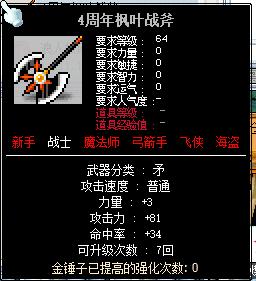 4周年枫叶战斧
要求等级： 64
要求力量： 0
要求敏捷： 0
要求智力： 0
要求运气： 0
要求人气度： -
道具等级： -
道具经验值： -
新手 战士 魔法师 弓箭手 飞侠 海盗
武器分类 : 矛
攻击速度 : 普通
力量 : +3
攻击力 : +81
命中率 : +34
可升级次数 : 7回
金锤子已提高的强化次数: 0